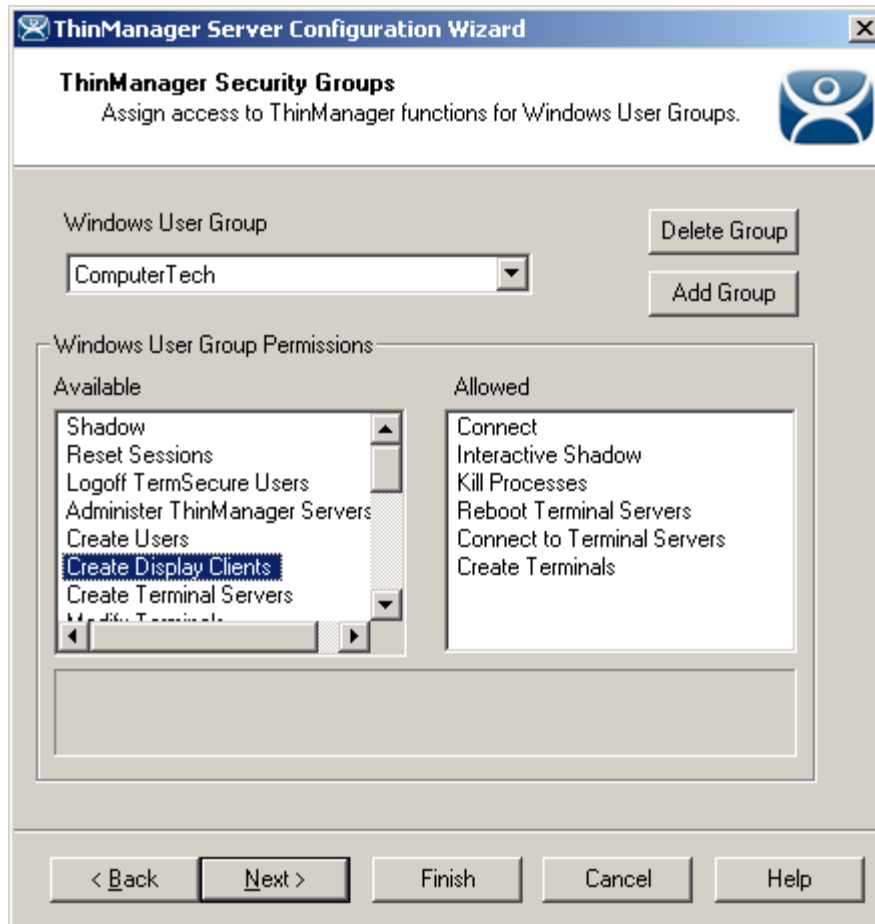 ThinManager Server Configuration Wizard
ThinManager Security Groups
Assign access to ThinManager functions for Windows User Groups.
Windows User Group
Delete Group
ComputerTech
Add Group
Windows User Group Permissions
Available
Shadow
Reset Sessions
Logoff TermSecure Users
Administer ThinManager Servers
Create Users
Create Display Clients
Create Terminal Servers
Modify Terminals
Allowed
Connect
Interactive Shadow
Kill Processes
Reboot Terminal Servers
Connect to Terminal Servers
Create Terminals
< Back
Next >
Finish
Cancel
Help